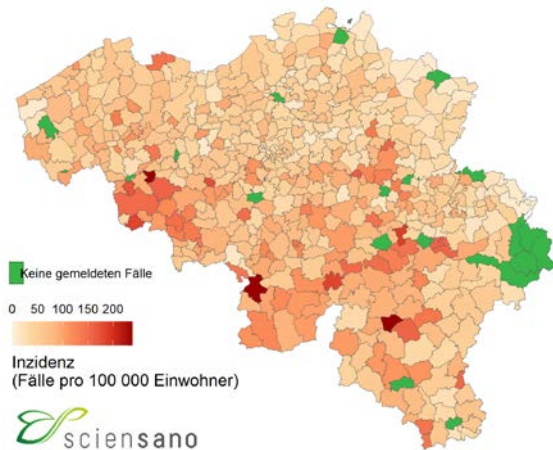 Keine gemeldeten Fälle
0 50 100 150 200
Inzidenz
(Fälle pro 100 000 Einwohner)
sciensano